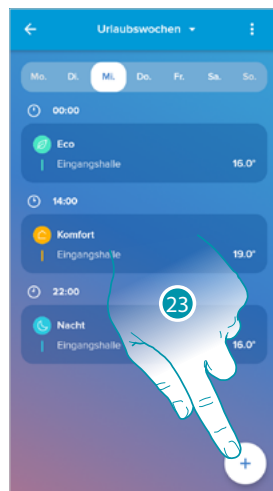 Urlaubswochen
Mo. Di. Mi. Do. Fr. Sa. So.
00:00
Eco
Eingangshalle 16.0°
14:00
Komfort
Eingangshalle 19.0°
22:00
Nacht
Eingangshalle 16.0°
23
+